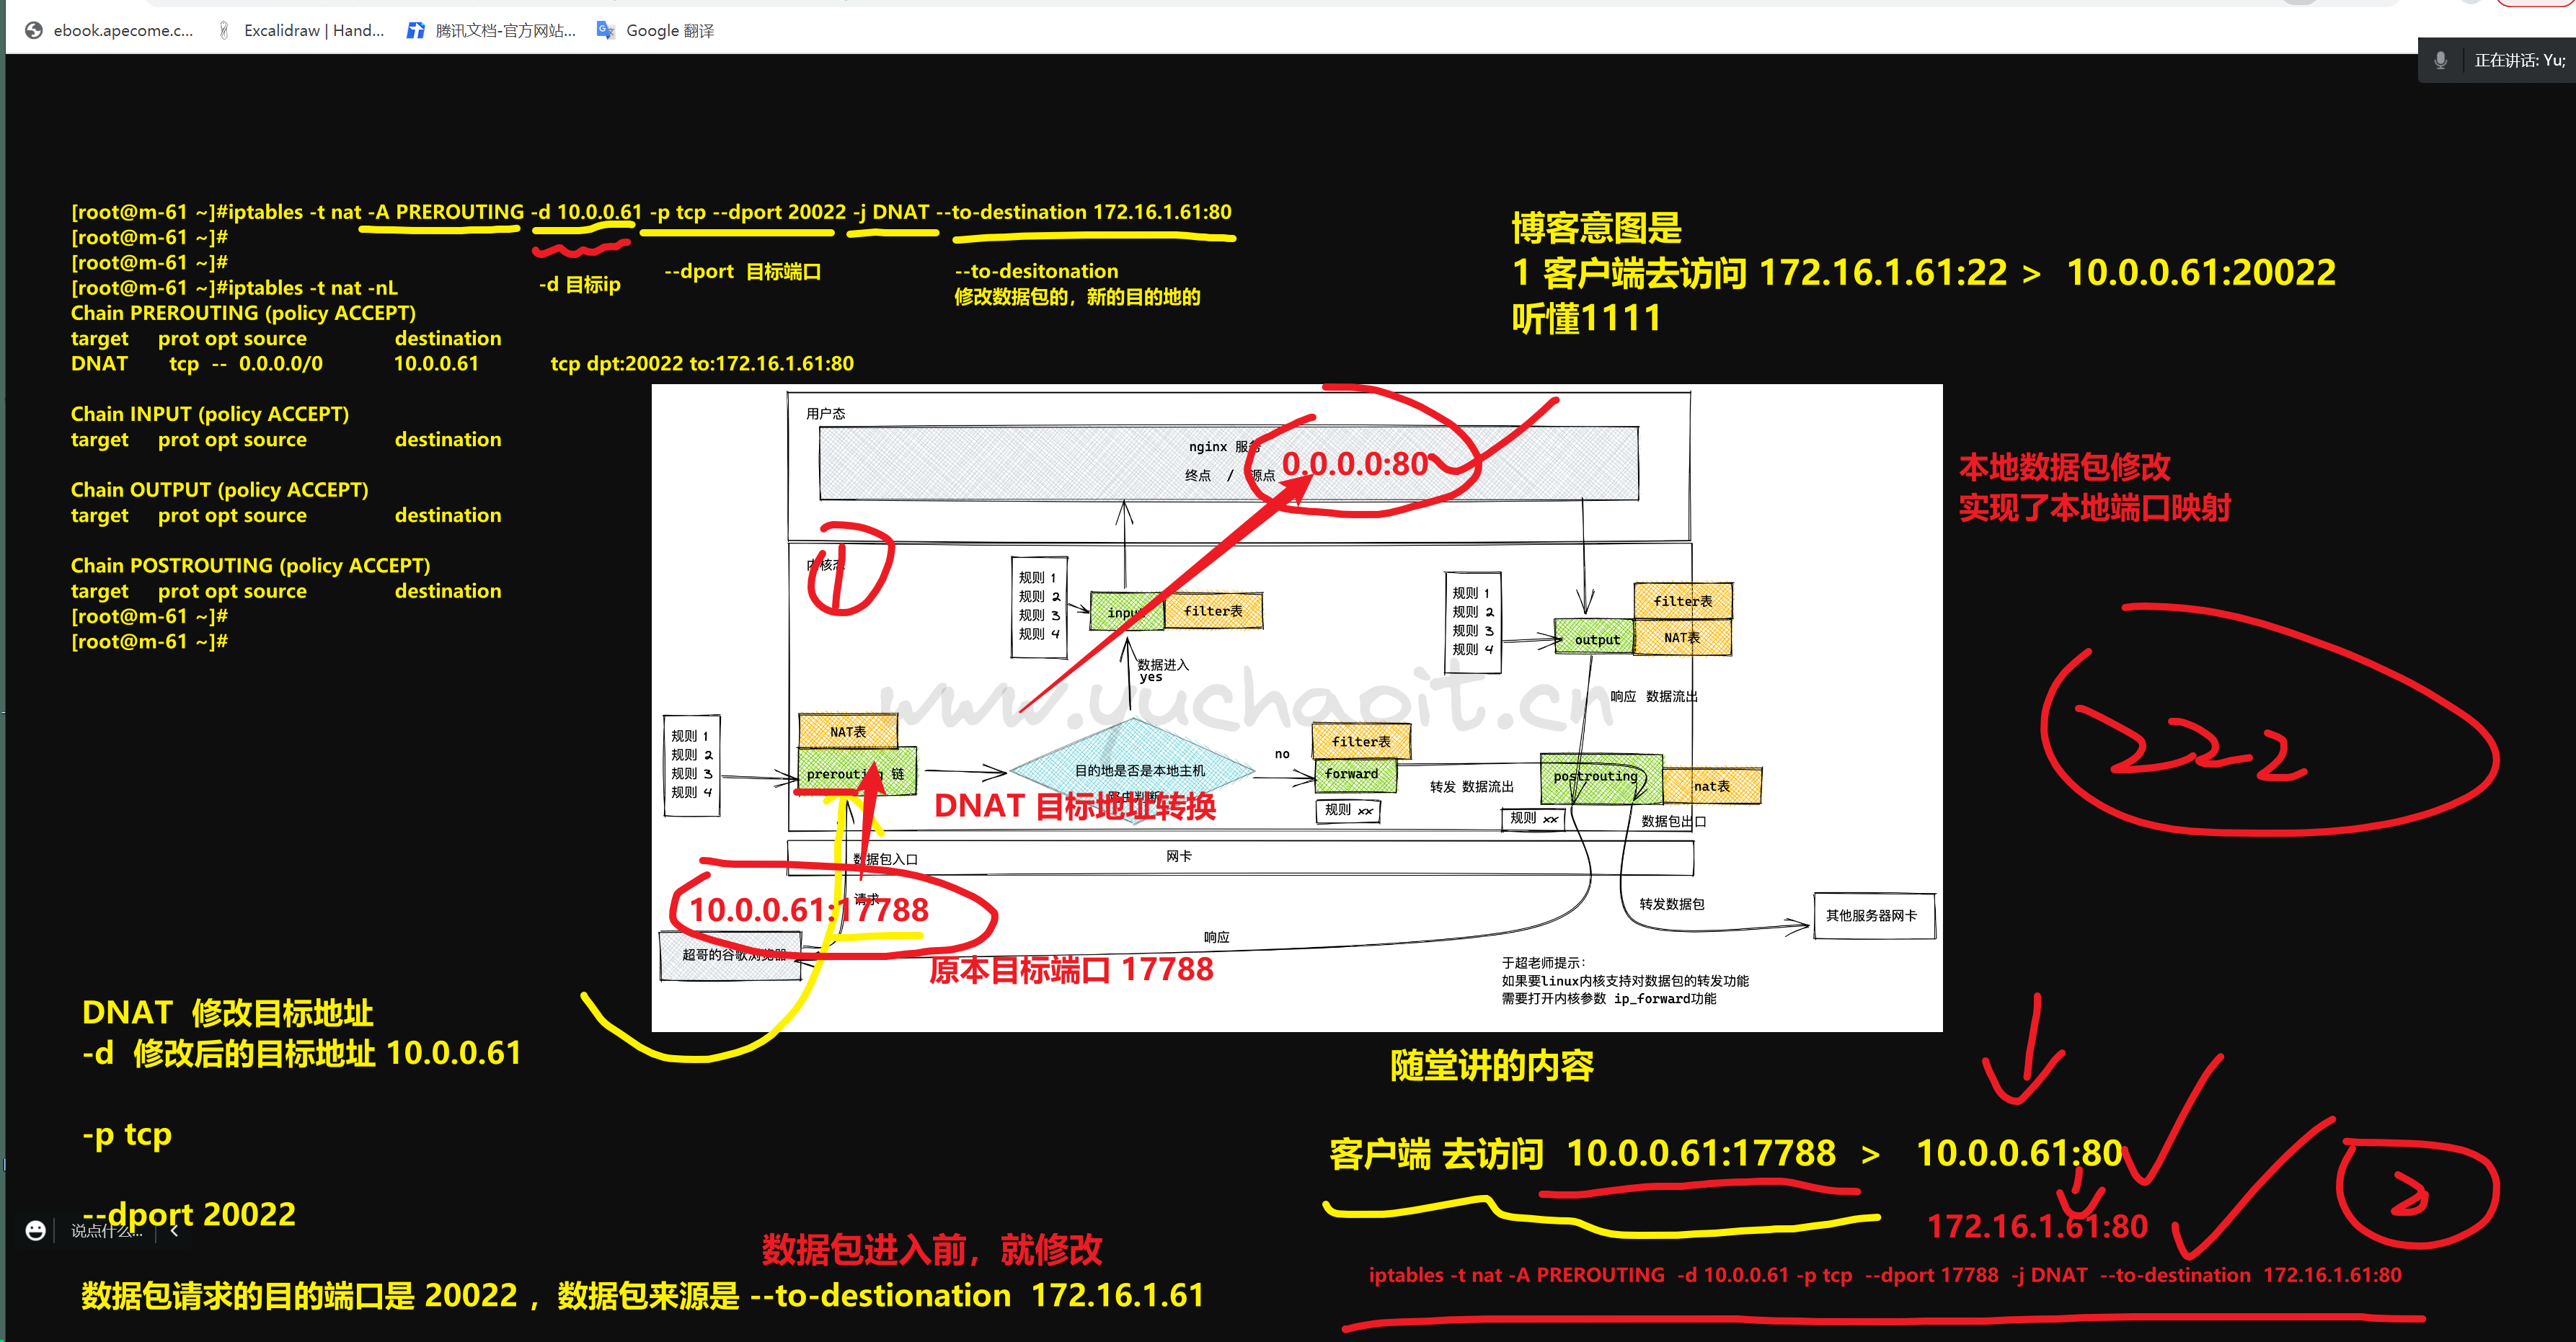 ebook.apecome.c...
Excalidraw | Hand...
腾讯文档-官方网站...
Google 翻译
正在讲话: Yu;
[root@m-61 ~]#iptables -t nat -A PREROUTING -d 10.0.0.61 -p tcp --dport 20022 -j DNAT --to-destination 172.16.1.61:80
[root@m-61 ~]#
[root@m-61 ~]#
[root@m-61 ~]#iptables -t nat -nL
-d 目标ip
--dport 目标端口
--to-desitonation
修改数据包的，新的目的地的
Chain PREROUTING (policy ACCEPT)
target prot opt source destination
DNAT tcp -- 0.0.0.0/0 10.0.0.61 tcp dpt:20022 to:172.16.1.61:80
Chain INPUT (policy ACCEPT)
target prot opt source destination
Chain OUTPUT (policy ACCEPT)
target prot opt source destination
Chain POSTROUTING (policy ACCEPT)
target prot opt source destination
[root@m-61 ~]#
[root@m-61 ~]#
博客意图是
1 客户端去访问 172.16.1.61:22 > 10.0.0.61:20022
听懂1111
用户态
nginx 服务
终点 / 源点
0.0.0.0:80
本地数据包修改
实现了本地端口映射
内核态
1
规则 1
规则 2
规则 3
规则 4
input
filter表
规则 1
规则 2
规则 3
规则 4
filter表
output
NAT表
数据进入
yes
响应 数据流出
www.yuchaoit.cn
222
规则 1
规则 2
规则 3
规则 4
NAT表
prerouting 链
目的地是否是本地主机
路由判断
no
filter表
forward
规则 xx
转发 数据流出
postrouting
nat表
规则 xx
数据包出口
DNAT 目标地址转换
数据包入口
网卡
请求
10.0.0.61:17788
超哥的谷歌浏览器
原本目标端口 17788
响应
转发数据包
其他服务器网卡
于超老师提示：
如果要linux内核支持对数据包的转发功能
需要打开内核参数 ip_forward功能
DNAT 修改目标地址
-d 修改后的目标地址 10.0.0.61
-p tcp
--dport 20022
说点什么...
数据包请求的目的端口是 20022 ，数据包来源是 --to-destionation 172.16.1.61
数据包进入前，就修改
随堂讲的内容
客户端 去访问 10.0.0.61:17788 > 10.0.0.61:80
172.16.1.61:80
2
iptables -t nat -A PREROUTING -d 10.0.0.61 -p tcp --dport 17788 -j DNAT --to-destination 172.16.1.61:80